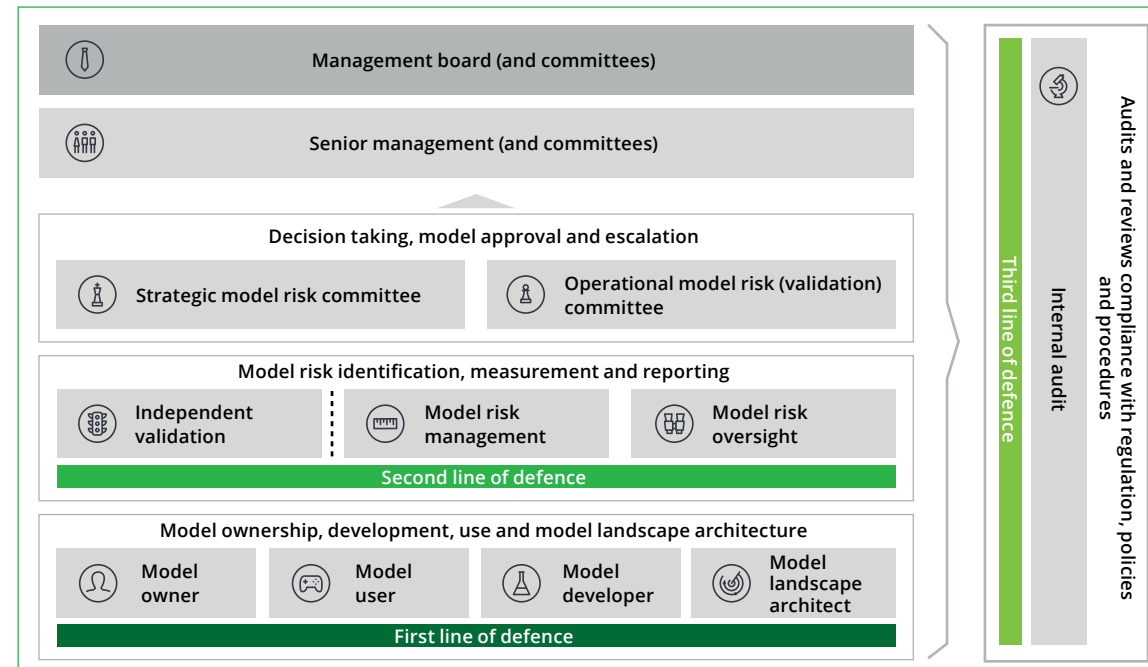 Management board (and committees)
Senior management (and committees)
Decision taking, model approval and escalation
Strategic model risk committee
Operational model risk (validation)
committee
Model risk identification, measurement and reporting
Independent
validation
Model risk
management
Model risk
oversight
Second line of defence
Model ownership, development, use and model landscape architecture
Model
owner
Model
user
Model
developer
Model
landscape
architect
First line of defence
Third line of defence
Internal audit
Audits and reviews compliance with regulation, policies
and procedures